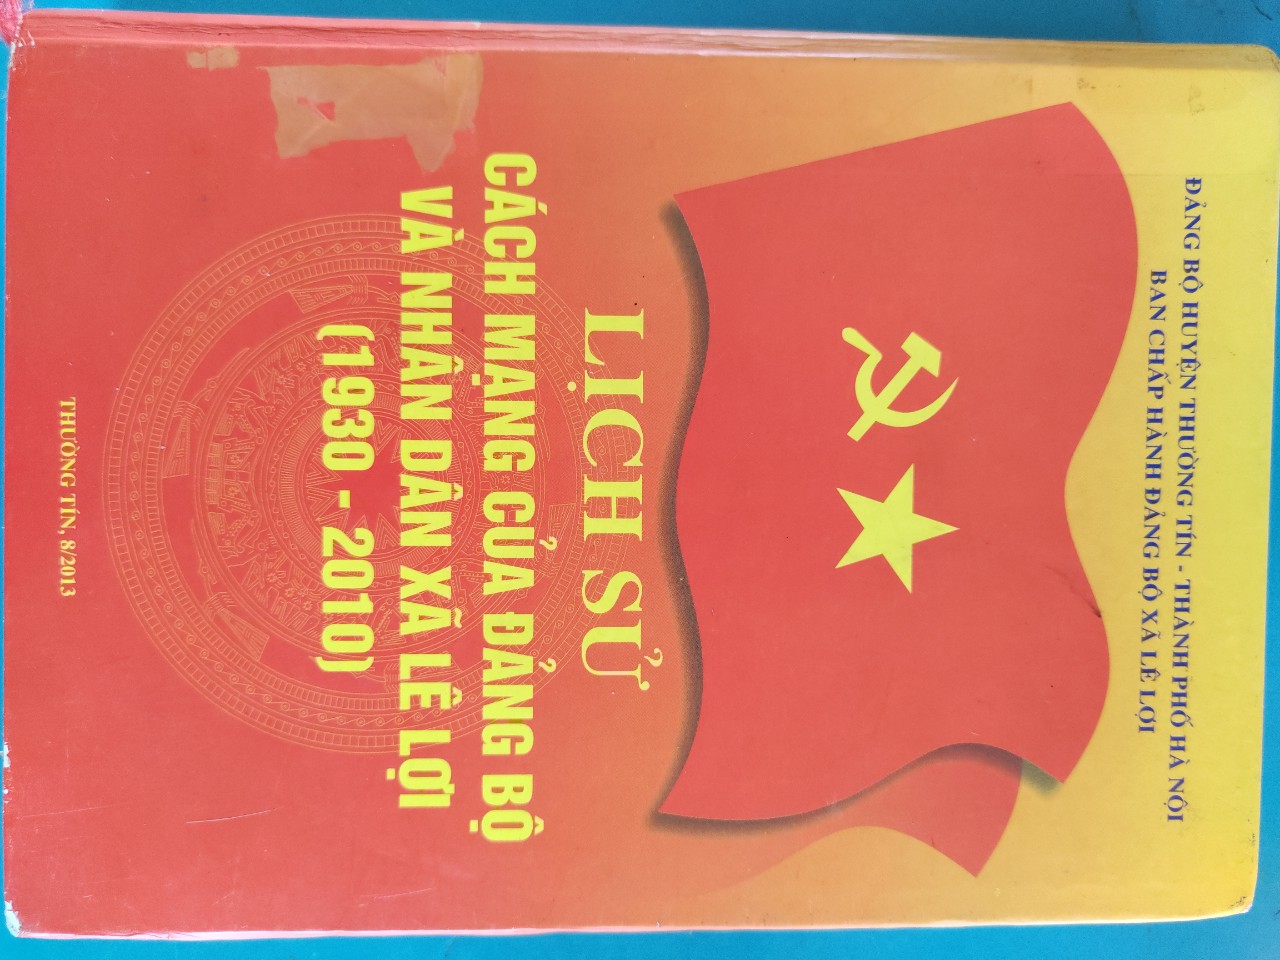 ĐẢNG BỘ HUYỆN THƯỜNG TÍN - THÀNH PHỐ HÀ NỘI
BAN CHẤP HÀNH ĐẢNG BỘ XÃ LÊ LỢI
LỊCH SỬ
CÁCH MẠNG CỦA ĐẢNG BỘ
VÀ NHÂN DÂN XÃ LÊ LỢI
(1930 - 2010)
THƯỜNG TÍN, 8/2013